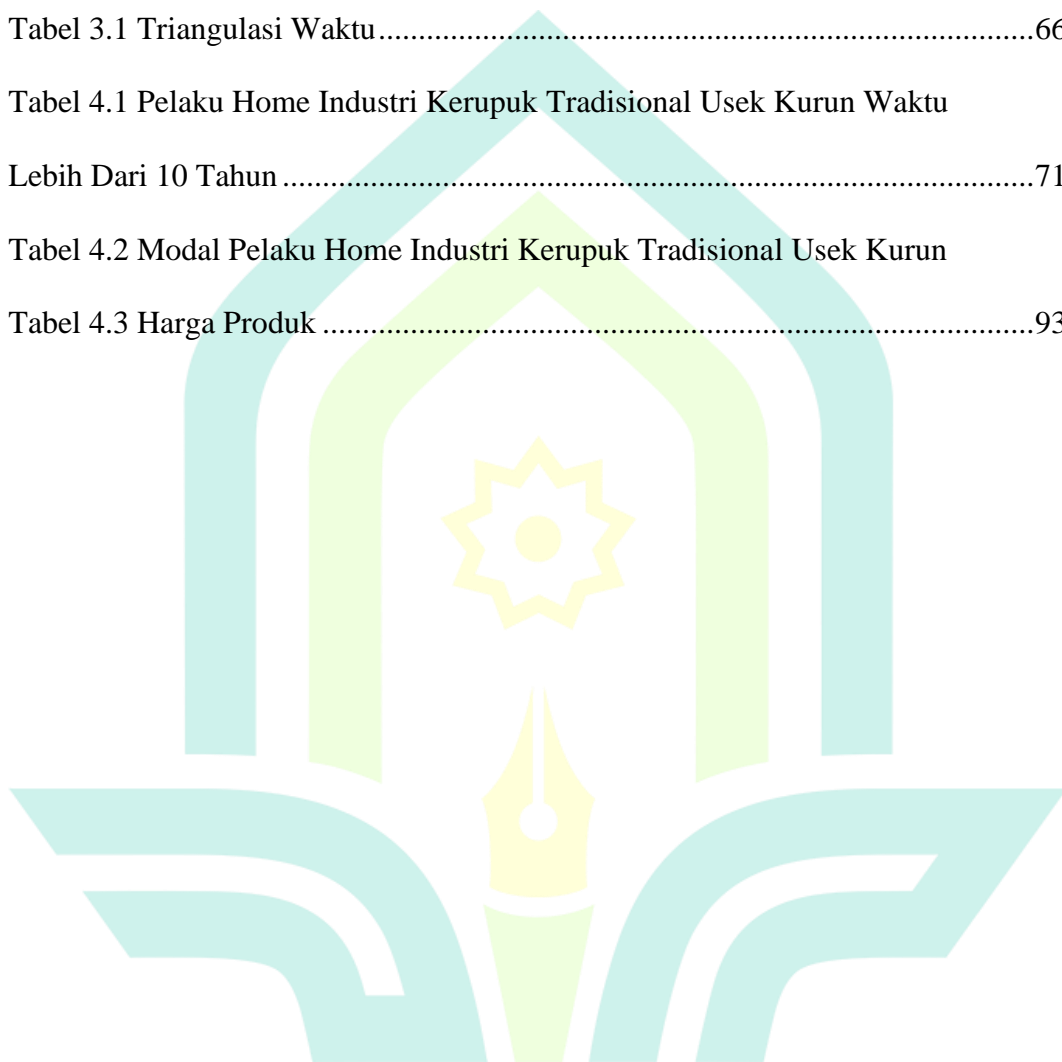 Tabel 3.1 Triangulasi Waktu....................................................................................66
Tabel 4.1 Pelaku Home Industri Kerupuk Tradisional Usek Kurun Waktu
Lebih Dari 10 Tahun................................................................................................71
Tabel 4.2 Modal Pelaku Home Industri Kerupuk Tradisional Usek Kurun
Tabel 4.3 Harga Produk...........................................................................................93